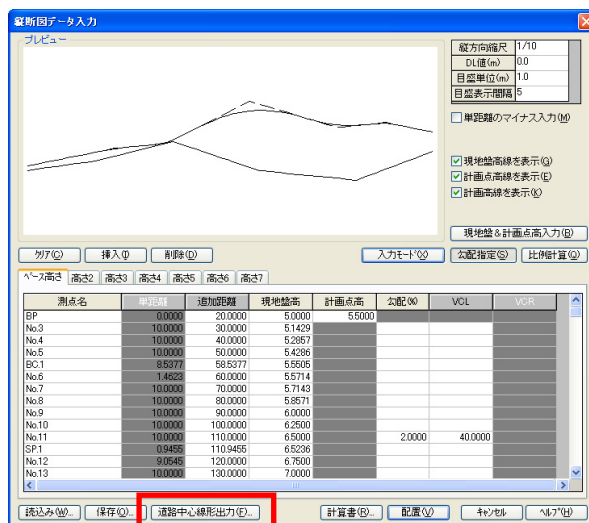 縦断図データ入力
プレビュー
縦方向縮尺 1/10
DL値(m) 0.0
目盛単位(m) 1.0
目盛表示間隔 5
単距離のマイナス入力(M)
現地盤高線を表示(G)
計画点高線を表示(E)
計画高線を表示(K)
現地盤&計画点高入力(B)
クリア(C) 挿入(I) 削除(D) 入力モード(X) 勾配指定(S) 比例計算(Q)
ベース高さ 高さ2 高さ3 高さ4 高さ5 高さ6 高さ7
測点名 単距離 追加距離 現地盤高 計画点高 勾配(%) VCL VCR
BP 0.0000 20.0000 5.0000 5.5000
No.3 10.0000 30.0000 5.1429
No.4 10.0000 40.0000 5.2857
No.5 10.0000 50.0000 5.4286
BC.1 8.5377 58.5377 5.5505
No.6 1.4623 60.0000 5.5714
No.7 10.0000 70.0000 5.7143
No.8 10.0000 80.0000 5.8571
No.9 10.0000 90.0000 6.0000
No.10 10.0000 100.0000 6.2500
No.11 10.0000 110.0000 6.5000 2.0000 40.0000
SP.1 0.9455 110.9455 6.5236
No.12 9.0545 120.0000 6.7500
No.13 10.0000 130.0000 7.0000
読込み(W)... 保存(O)... 道路中心線形出力(F)... 計算書(R)... 配置(V) キャンセル ヘルプ(H)